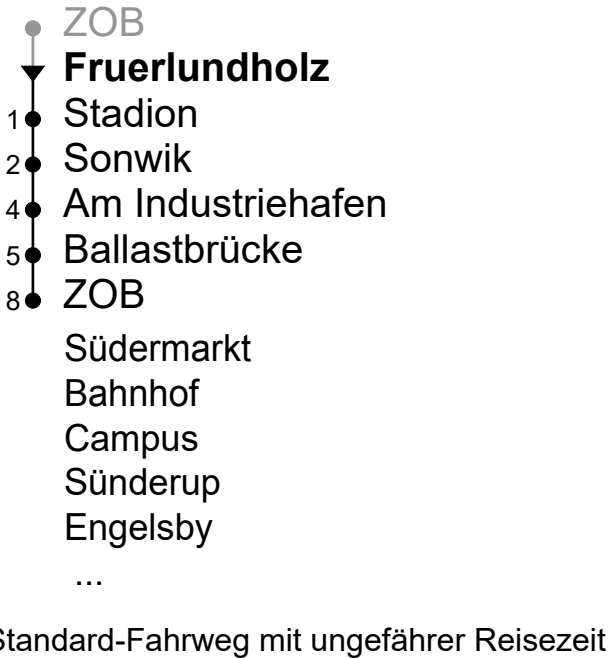 ZOB
Fruerlundholz
1 Stadion
2 Sonwik
4 Am Industriehafen
5 Ballastbrücke
8 ZOB
Südermarkt
Bahnhof
Campus
Sünderup
Engelsby
...
Standard-Fahrweg mit ungefährer Reisezeit